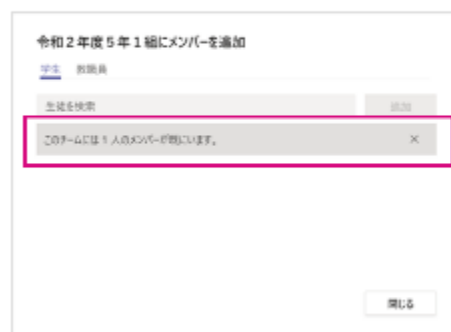 令和２年度５年１組にメンバーを追加
学生 教職員
生徒を検索 追加
このチームには 1 人のメンバーが既にいます。 ×
閉じる